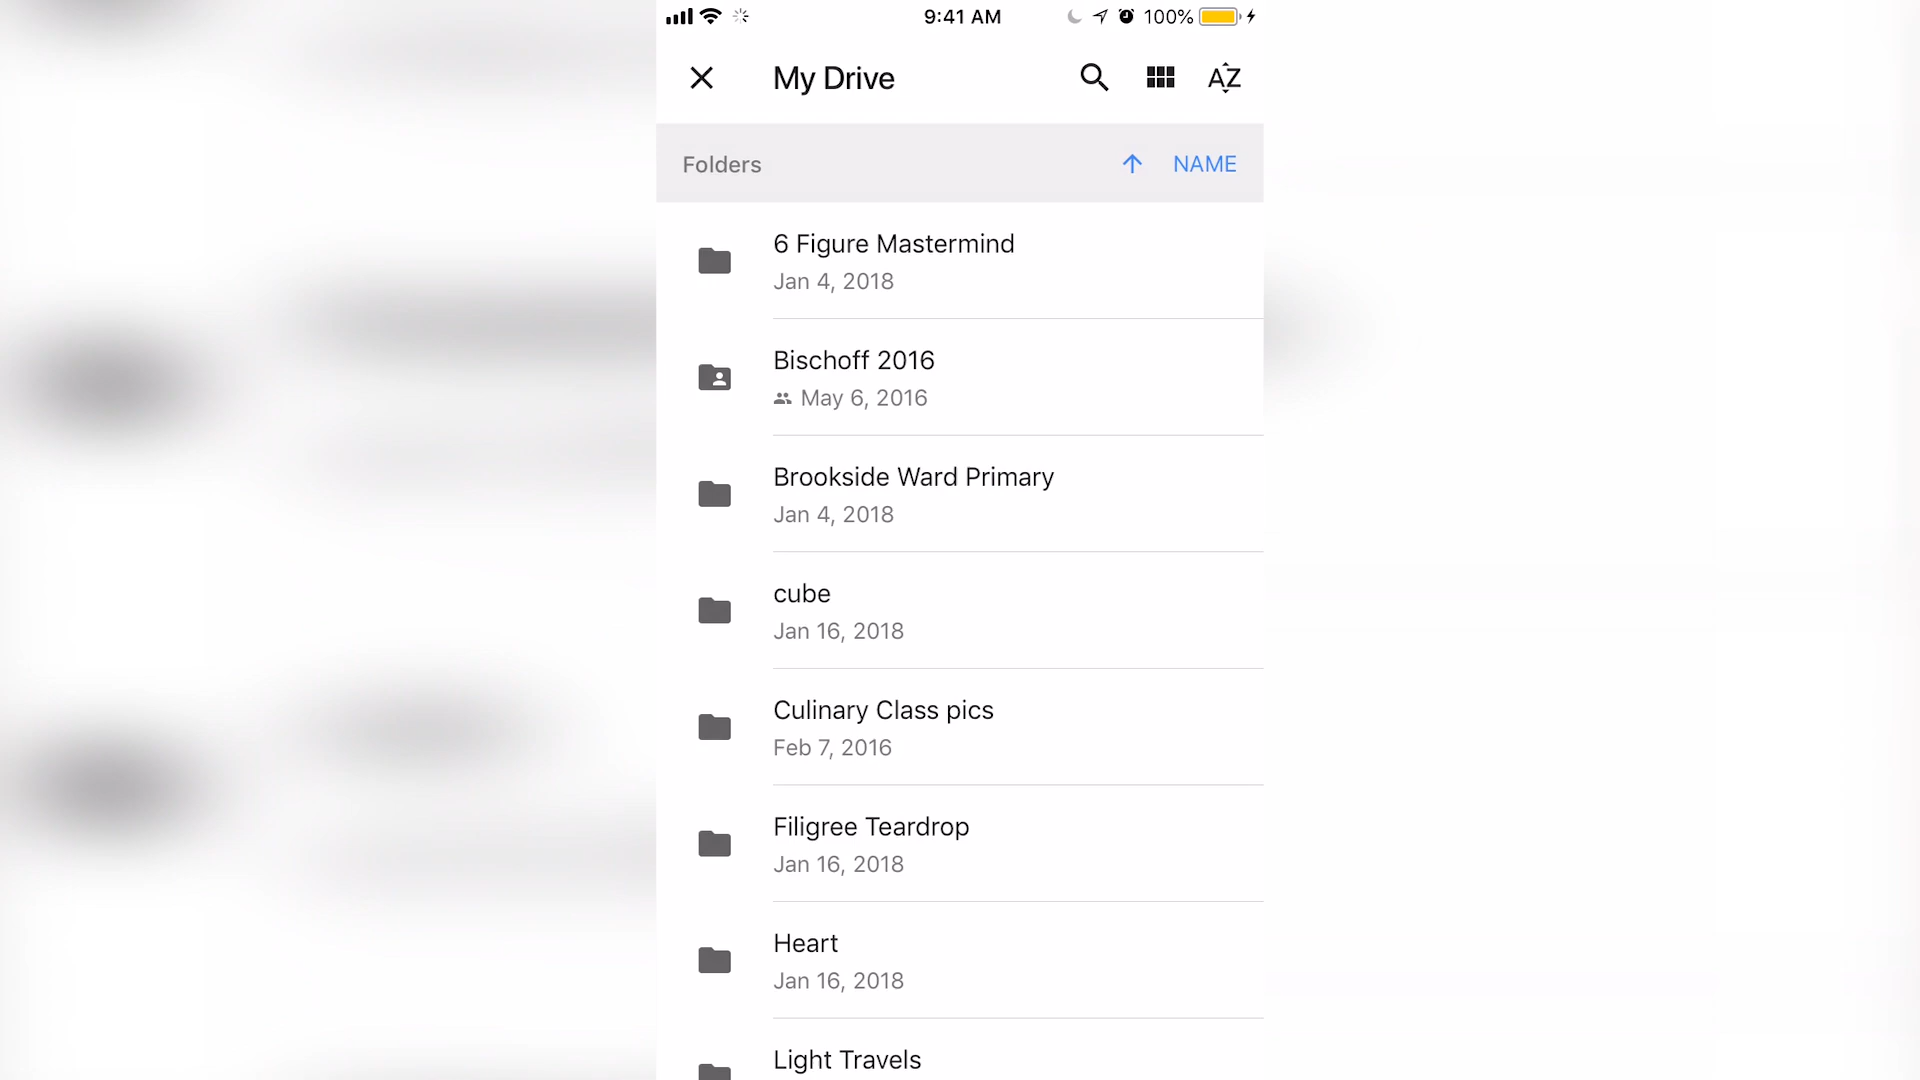 9:41 AM 100%
My Drive AZ
Folders NAME
6 Figure Mastermind
Jan 4, 2018
Bischoff 2016
May 6, 2016
Brookside Ward Primary
Jan 4, 2018
cube
Jan 16, 2018
Culinary Class pics
Feb 7, 2016
Filigree Teardrop
Jan 16, 2018
Heart
Jan 16, 2018
Light Travels